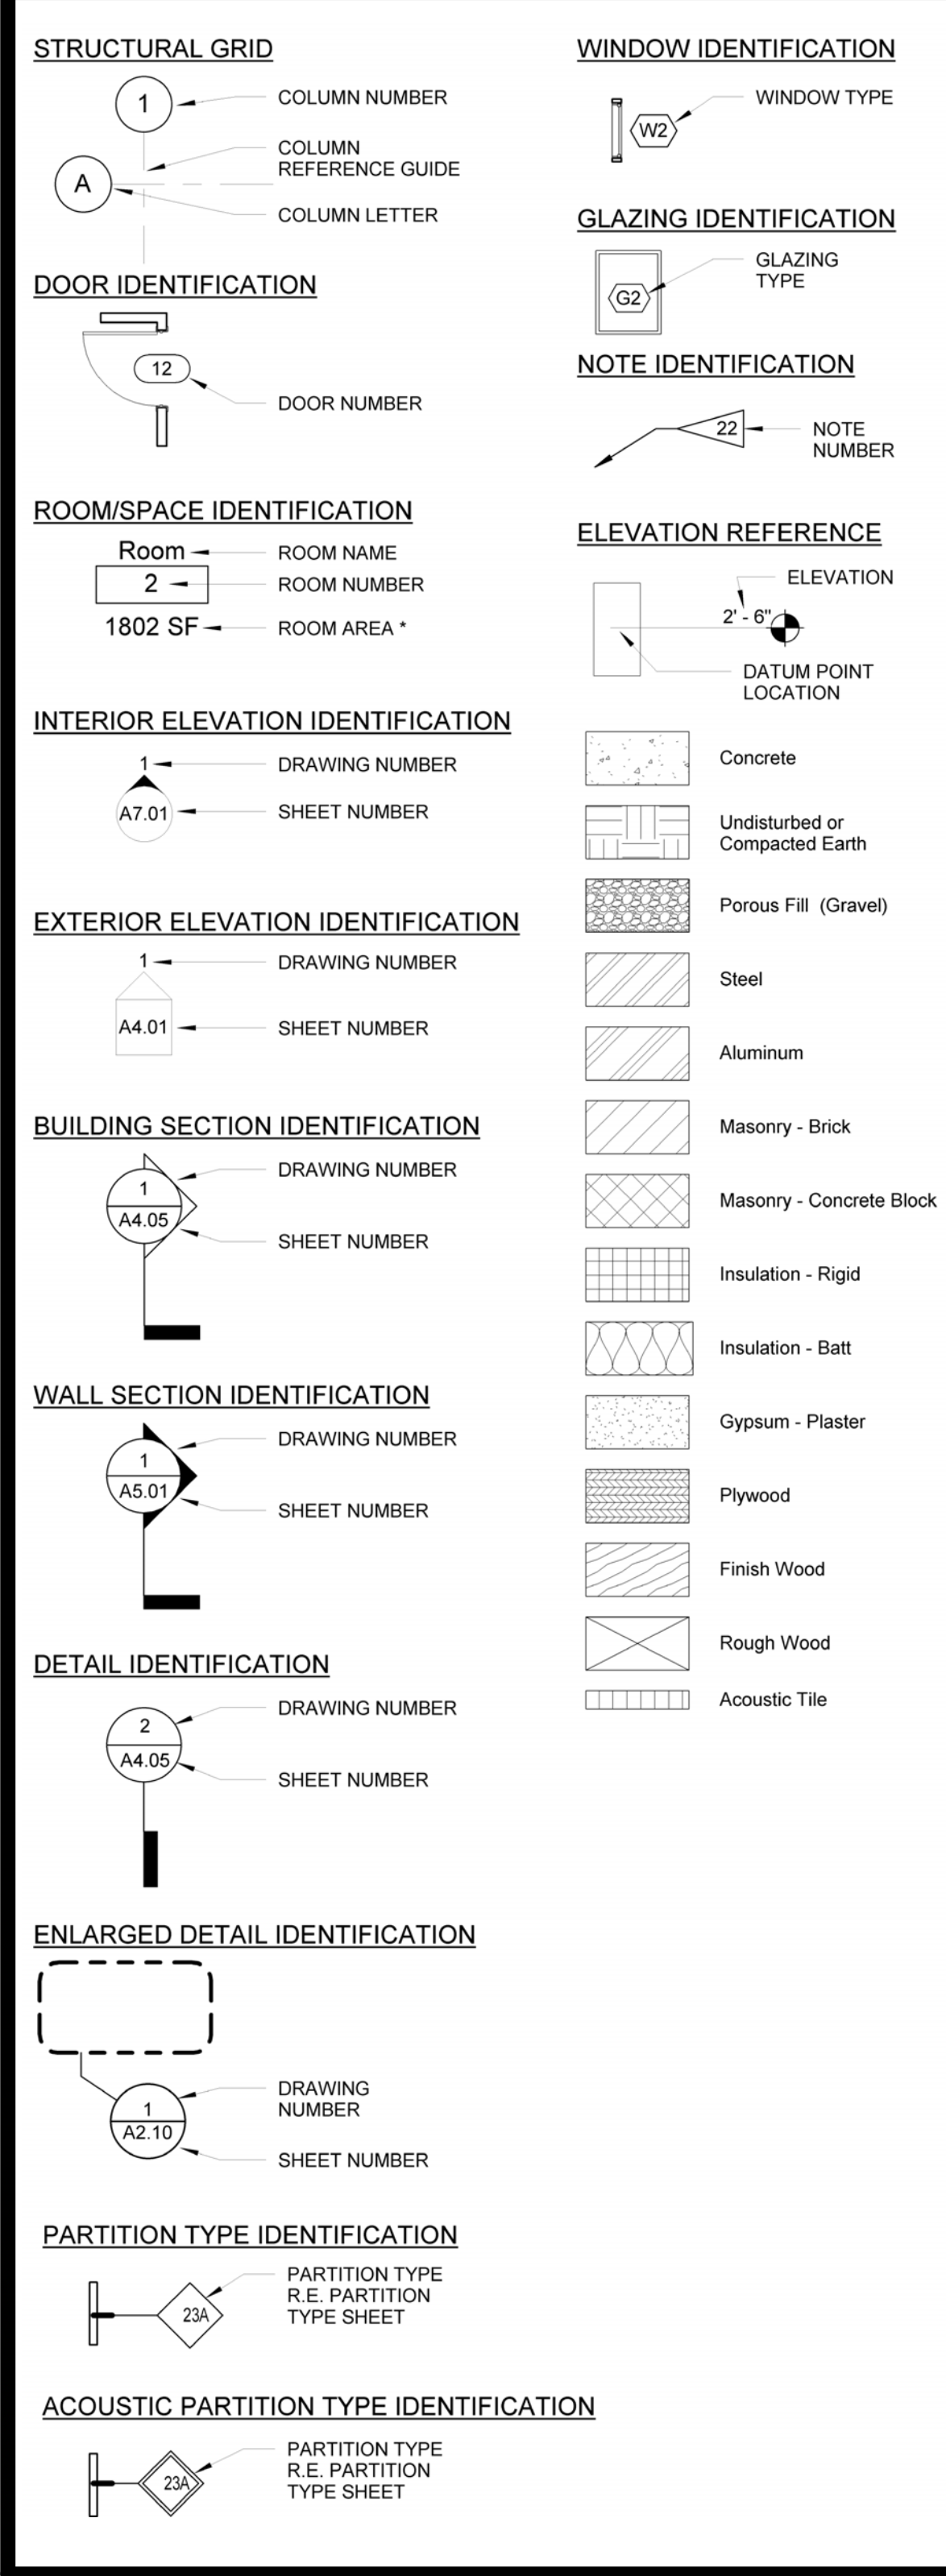 STRUCTURAL GRID
1
COLUMN NUMBER
COLUMN
REFERENCE GUIDE
A
COLUMN LETTER
DOOR IDENTIFICATION
12
DOOR NUMBER
ROOM/SPACE IDENTIFICATION
Room
ROOM NAME
2
ROOM NUMBER
1802 SF
ROOM AREA *
INTERIOR ELEVATION IDENTIFICATION
1
DRAWING NUMBER
A7.01
SHEET NUMBER
EXTERIOR ELEVATION IDENTIFICATION
1
DRAWING NUMBER
A4.01
SHEET NUMBER
BUILDING SECTION IDENTIFICATION
DRAWING NUMBER
1
A4.05
SHEET NUMBER
WALL SECTION IDENTIFICATION
DRAWING NUMBER
1
A5.01
SHEET NUMBER
DETAIL IDENTIFICATION
DRAWING NUMBER
2
A4.05
SHEET NUMBER
ENLARGED DETAIL IDENTIFICATION
DRAWING
NUMBER
1
A2.10
SHEET NUMBER
PARTITION TYPE IDENTIFICATION
PARTITION TYPE
R.E. PARTITION
TYPE SHEET
23A
ACOUSTIC PARTITION TYPE IDENTIFICATION
PARTITION TYPE
R.E. PARTITION
TYPE SHEET
23A
WINDOW IDENTIFICATION
WINDOW TYPE
W2
GLAZING IDENTIFICATION
GLAZING
TYPE
G2
NOTE IDENTIFICATION
22
NOTE
NUMBER
ELEVATION REFERENCE
ELEVATION
2' - 6"
DATUM POINT
LOCATION
Concrete
Undisturbed or
Compacted Earth
Porous Fill (Gravel)
Steel
Aluminum
Masonry - Brick
Masonry - Concrete Block
Insulation - Rigid
Insulation - Batt
Gypsum - Plaster
Plywood
Finish Wood
Rough Wood
Acoustic Tile